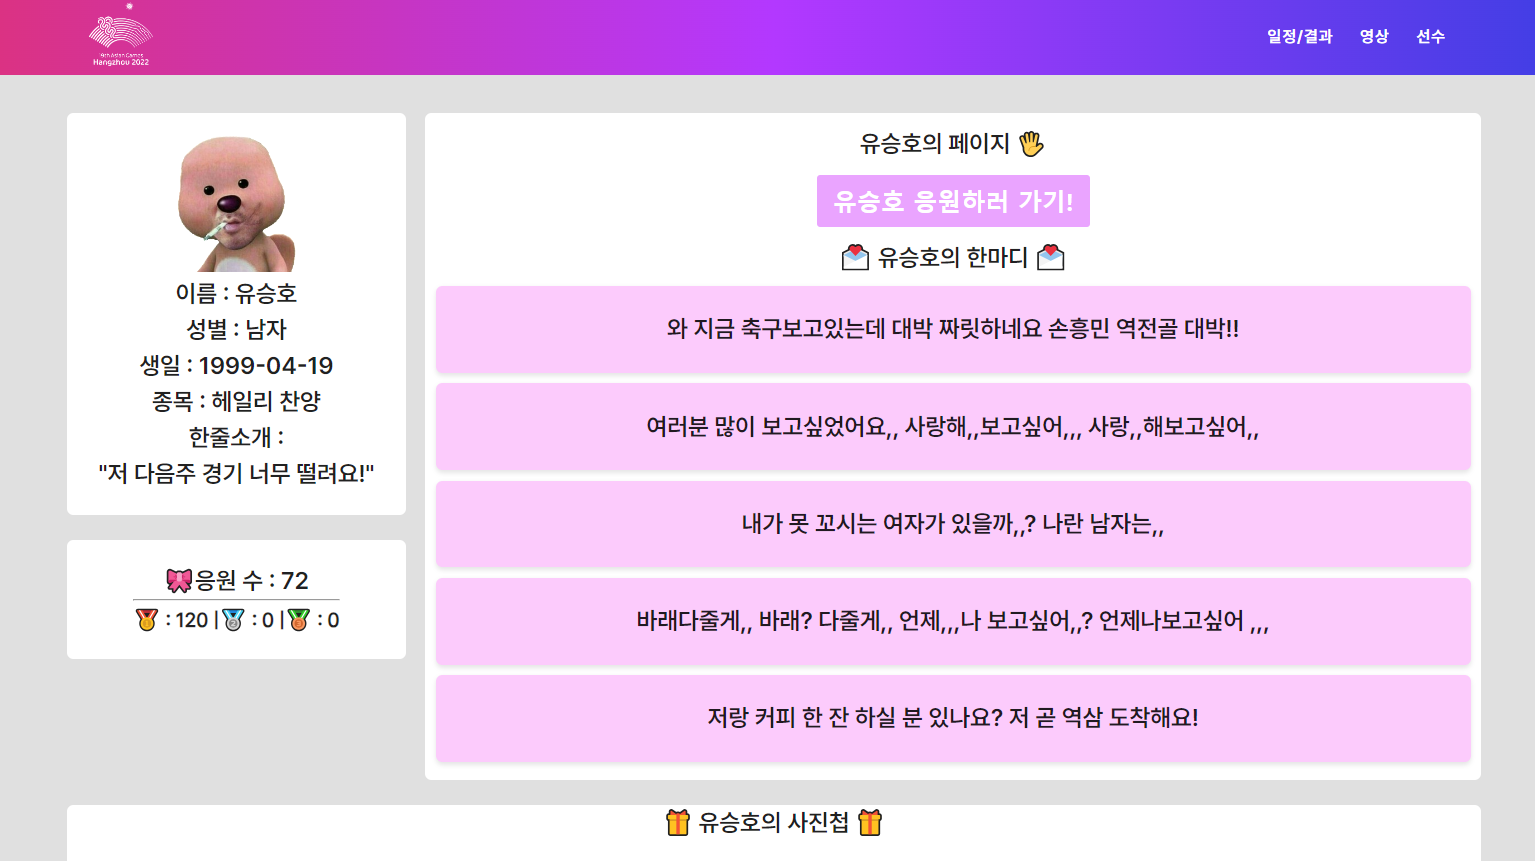 19th Asian Games
Hangzhou 2022
일정/결과 영상 선수
이름 : 유승호
성별 : 남자
생일 : 1999-04-19
종목 : 헤일리 찬양
한줄소개 :
"저 다음주 경기 너무 떨려요!"
응원 수 : 72
: 120 | : 0 | : 0
유승호의 페이지
유승호 응원하러 가기!
유승호의 한마디
와 지금 축구보고있는데 대박 짜릿하네요 손흥민 역전골 대박!!
여러분 많이 보고싶었어요,, 사랑해,,보고싶어,,, 사랑,,해보고싶어,,
내가 못 꼬시는 여자가 있을까,,? 나란 남자는,,
바래다줄게,, 바래? 다줄게,, 언제,,,나 보고싶어,,? 언제나보고싶어 ,,,
저랑 커피 한 잔 하실 분 있나요? 저 곧 역삼 도착해요!
유승호의 사진첩